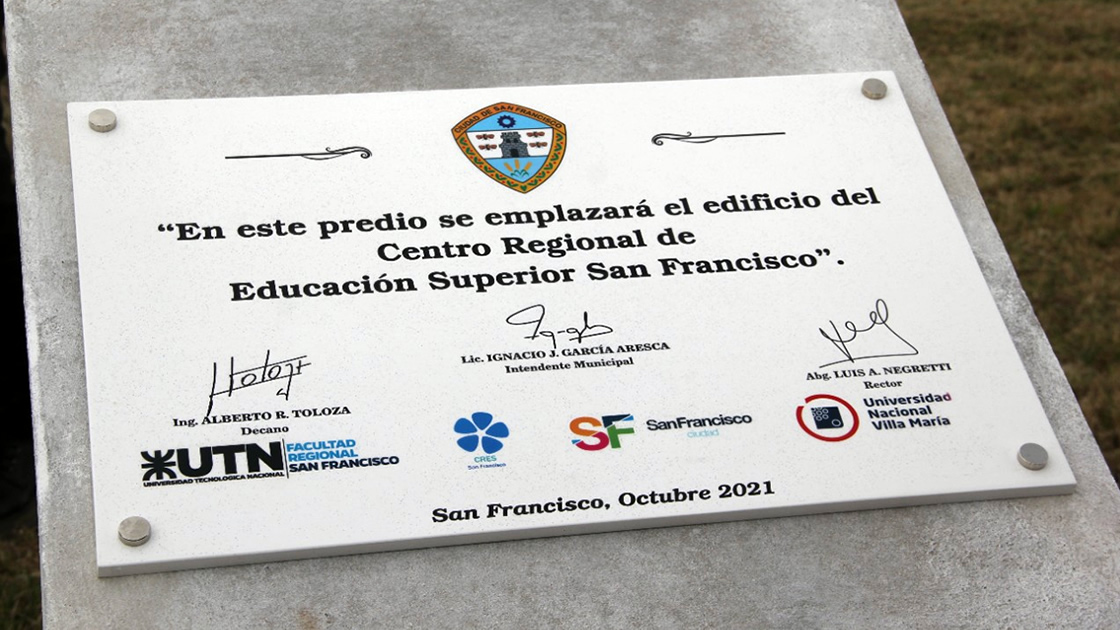 CIUDAD DE SAN FRANCISCO
“En este predio se emplazará el edificio del
Centro Regional de
Educación Superior San Francisco”.
Lic. IGNACIO J. GARCÍA ARESCA
Intendente Municipal
Ing. ALBERTO R. TOLOZA
Decano
Abg. LUIS A. NEGRETTI
Rector
UTN
UNIVERSIDAD TECNOLOGICA NACIONAL
FACULTAD
REGIONAL
SAN FRANCISCO
CRES
San Francisco
SF
SanFrancisco
ciudad
Universidad
Nacional
Villa María
San Francisco, Octubre 2021